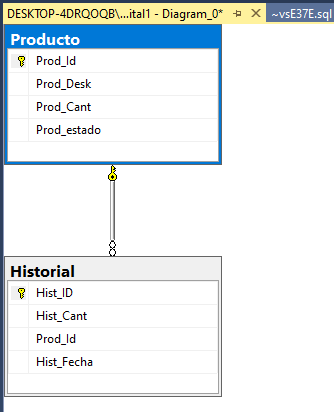 DESKTOP-4DRQOQB\...ital1 - Diagram_0*
~vsE37E.sql
Producto
Prod_Id
Prod_Desk
Prod_Cant
Prod_estado
Historial
Hist_ID
Hist_Cant
Prod_Id
Hist_Fecha